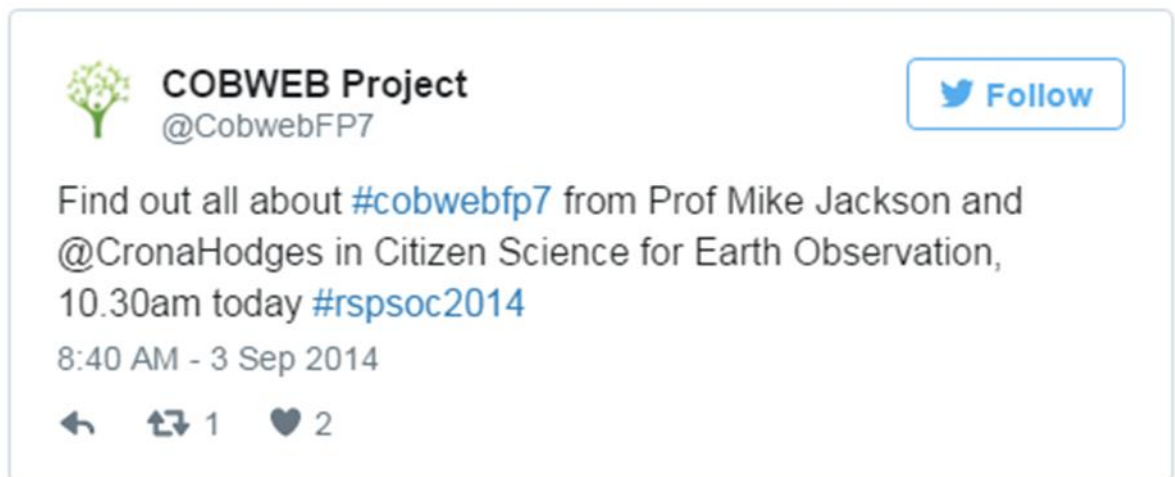 COBWEB Project
@CobwebFP7
Follow
Find out all about #cobwebfp7 from Prof Mike Jackson and
@CronaHodges in Citizen Science for Earth Observation,
10.30am today #rspsoc2014
8:40 AM - 3 Sep 2014
1 2